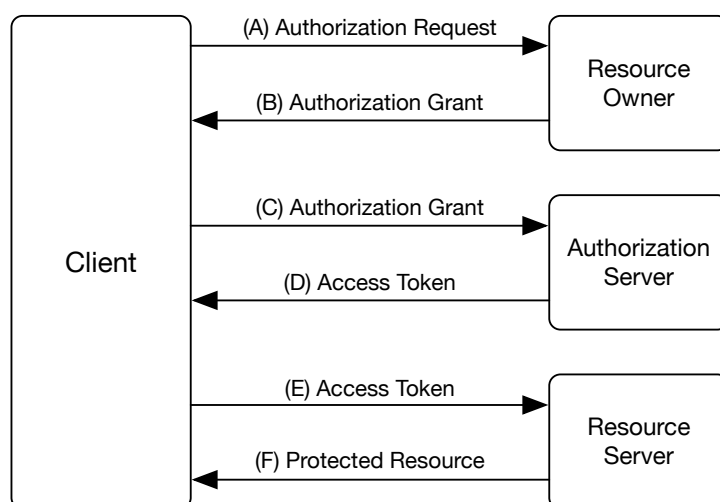 (A) Authorization Request
Resource
Owner
(B) Authorization Grant
(C) Authorization Grant
Client
Authorization
Server
(D) Access Token
(E) Access Token
Resource
Server
(F) Protected Resource